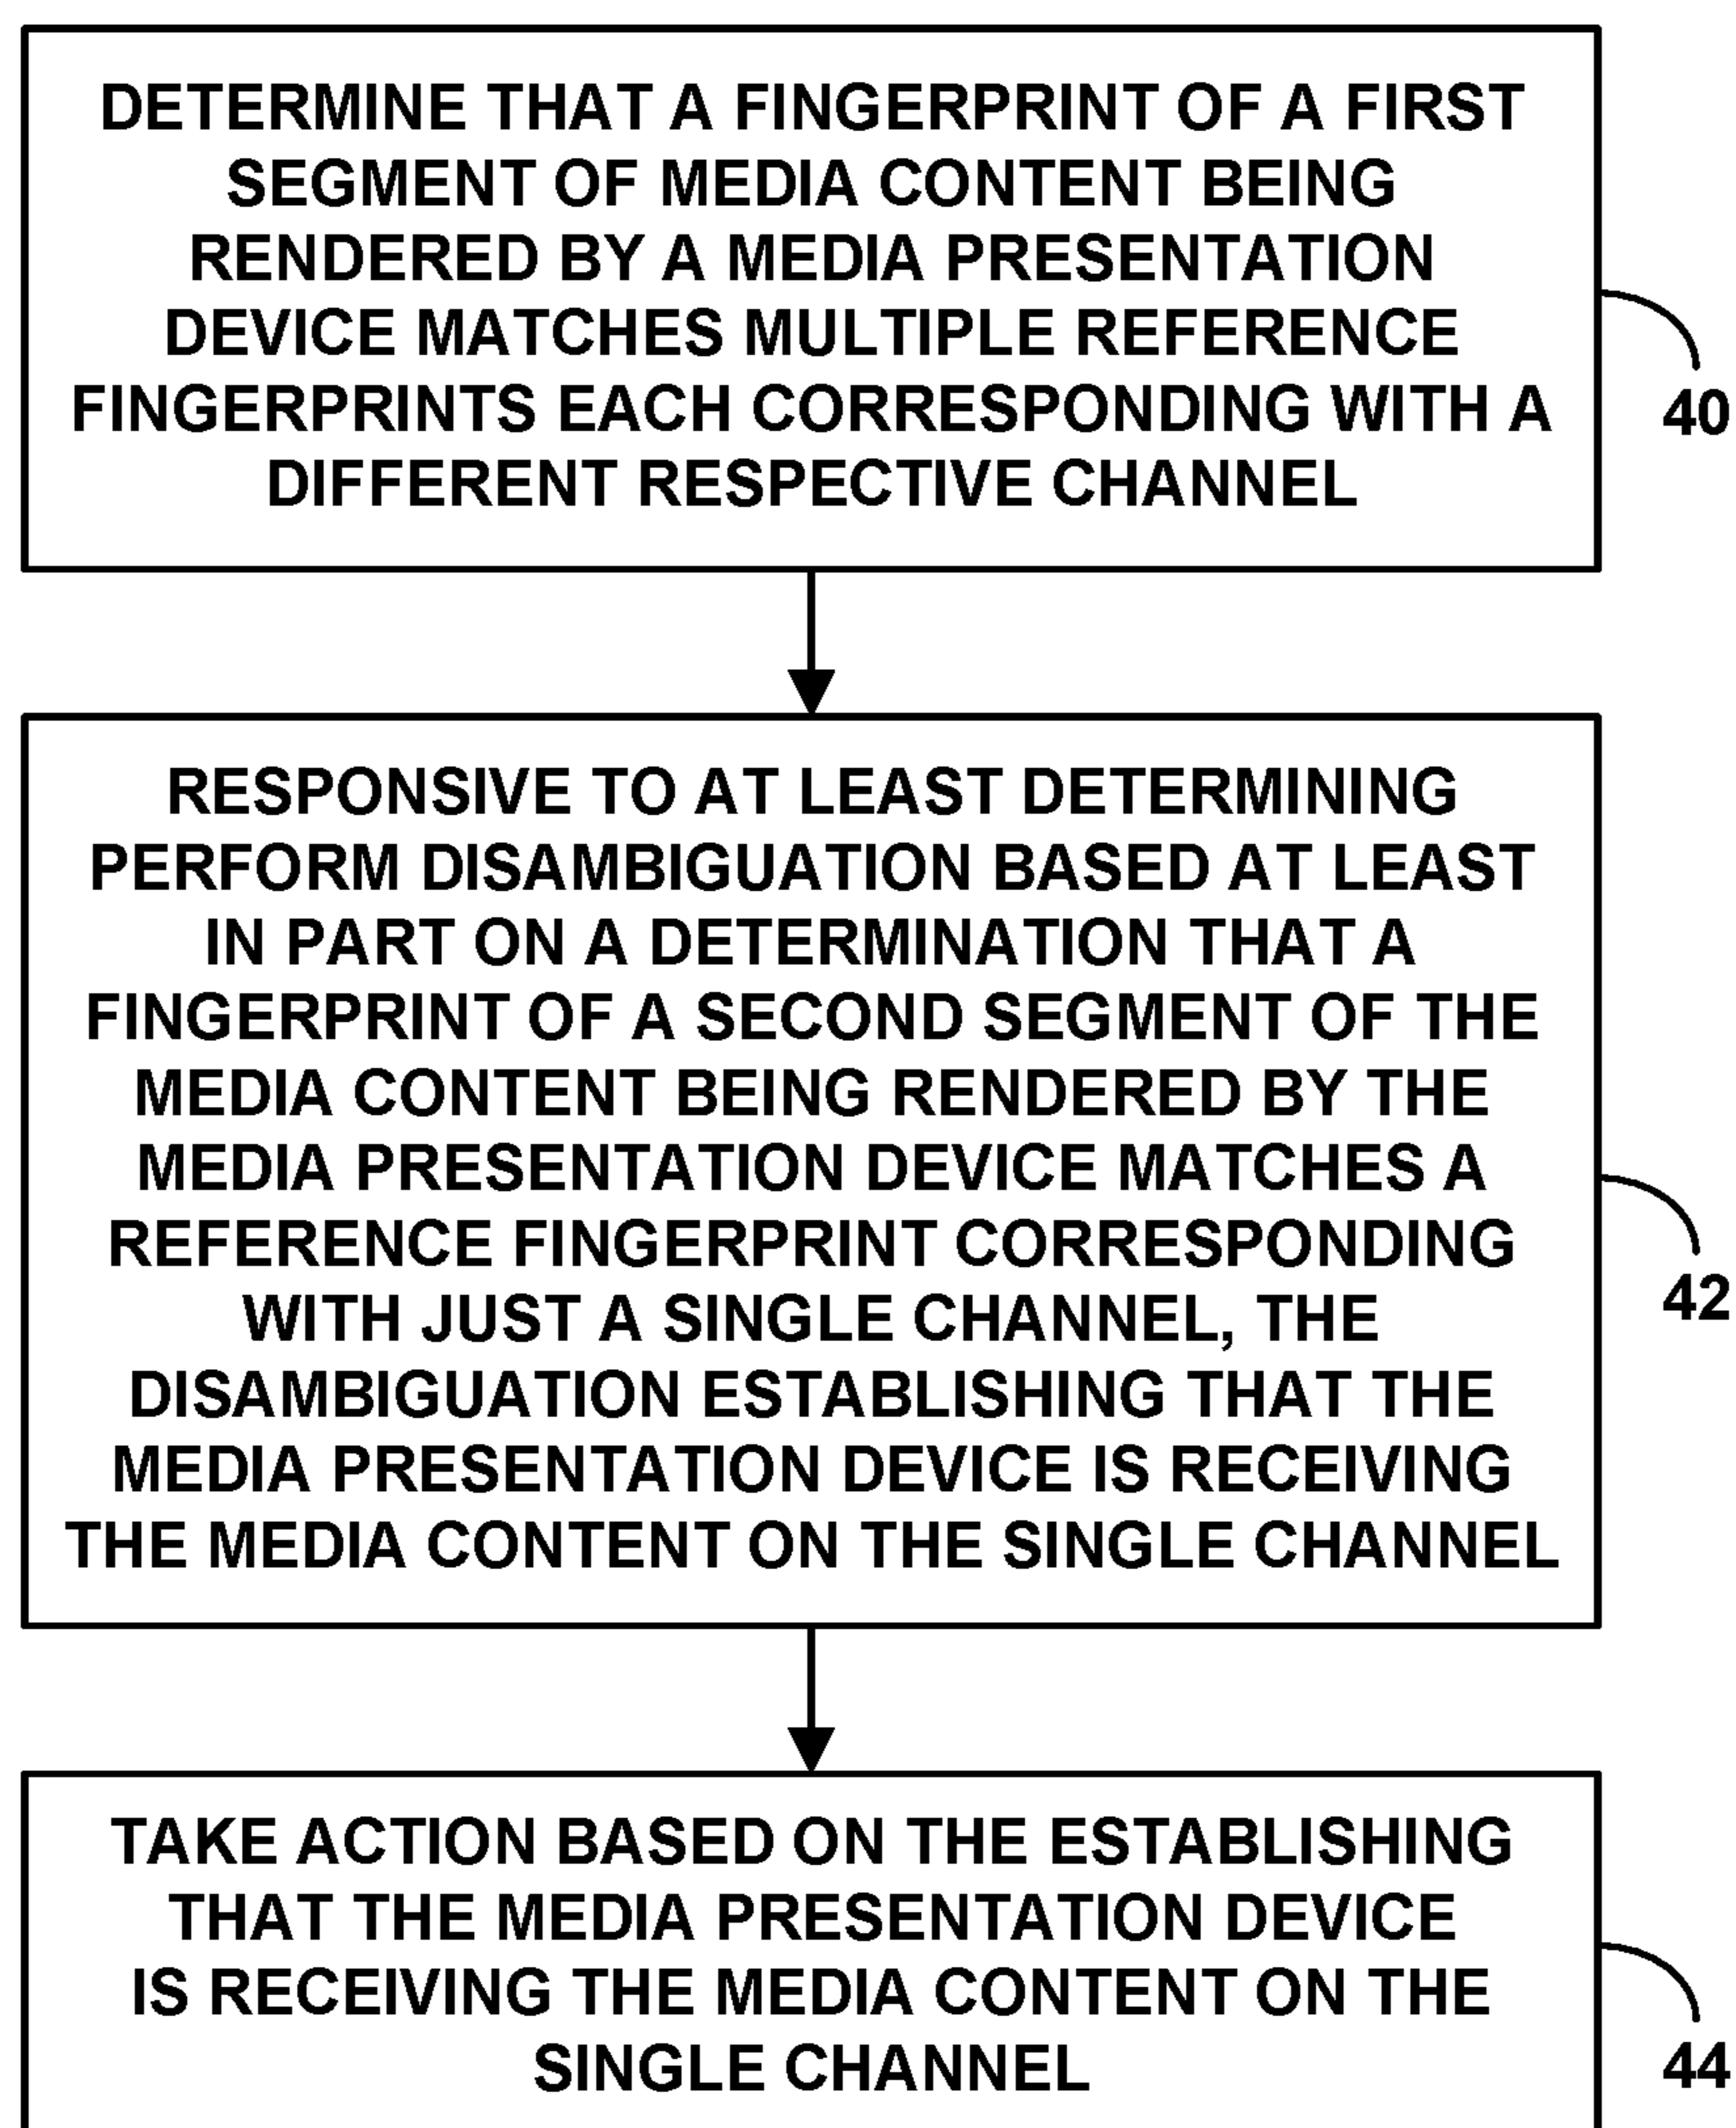 DETERMINE THAT A FINGERPRINT OF A FIRST
SEGMENT OF MEDIA CONTENT BEING
RENDERED BY A MEDIA PRESENTATION
DEVICE MATCHES MULTIPLE REFERENCE
FINGERPRINTS EACH CORRESPONDING WITH A
DIFFERENT RESPECTIVE CHANNEL
40
RESPONSIVE TO AT LEAST DETERMINING
PERFORM DISAMBIGUATION BASED AT LEAST
IN PART ON A DETERMINATION THAT A
FINGERPRINT OF A SECOND SEGMENT OF THE
MEDIA CONTENT BEING RENDERED BY THE
MEDIA PRESENTATION DEVICE MATCHES A
REFERENCE FINGERPRINT CORRESPONDING
WITH JUST A SINGLE CHANNEL, THE
DISAMBIGUATION ESTABLISHING THAT THE
MEDIA PRESENTATION DEVICE IS RECEIVING
THE MEDIA CONTENT ON THE SINGLE CHANNEL
42
TAKE ACTION BASED ON THE ESTABLISHING
THAT THE MEDIA PRESENTATION DEVICE
IS RECEIVING THE MEDIA CONTENT ON THE
SINGLE CHANNEL
44